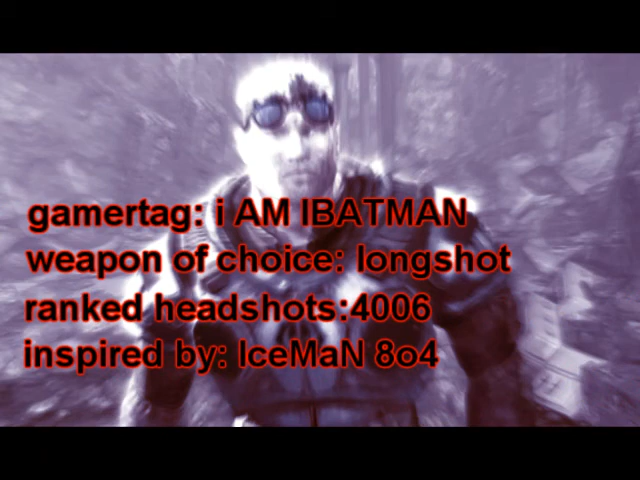 gamertag: i AM IBATMAN
weapon of choice: longshot
ranked headshots:4006
inspired by: IceMaN 8o4